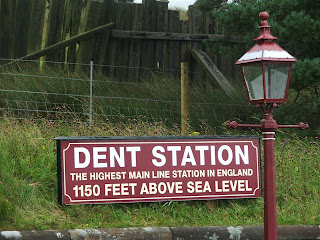 DENT STATION
THE HIGHEST MAIN LINE STATION IN ENGLAND
1150 FEET ABOVE SEA LEVEL